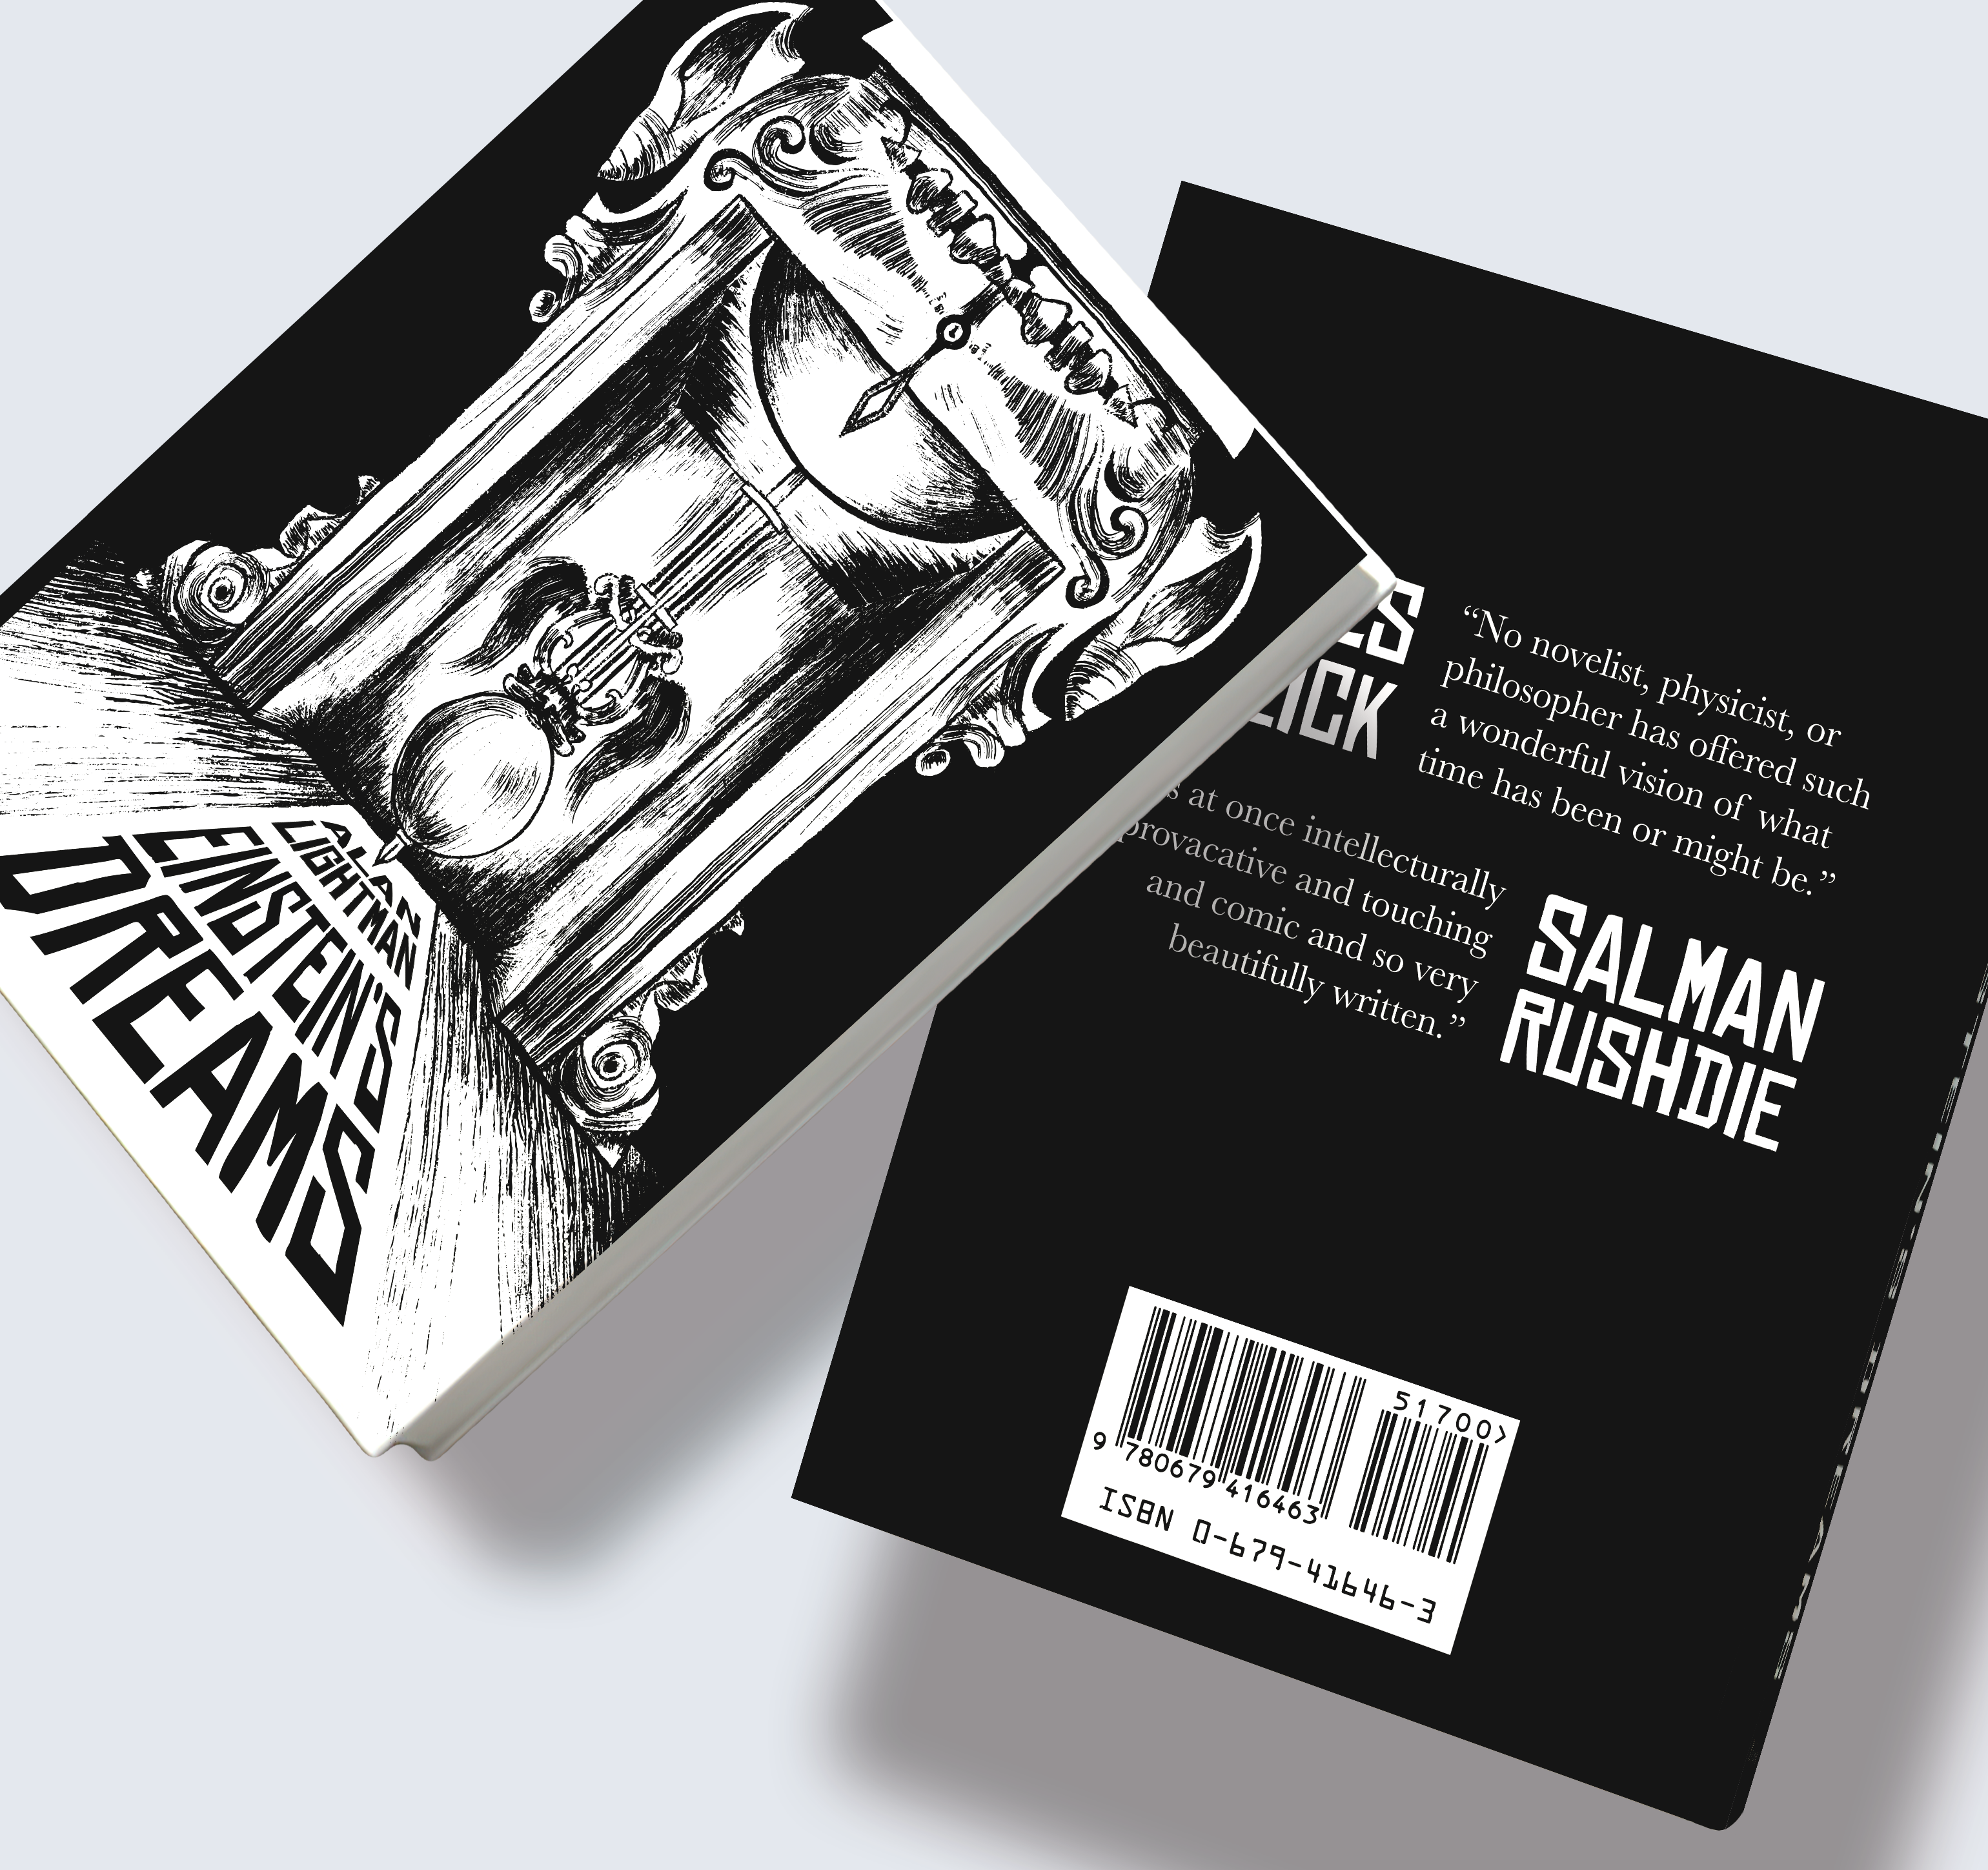 ALAN
LIGHTMAN
EINSTEIN'S
DREAMS
“No novelist, physicist, or
philosopher has offered such
a wonderful vision of what
time has been or might be.”
SALMAN
RUSHDIE
at once intellecturally
provacative and touching
and comic and so very
beautifully written.”
51700>
9 780679 416463
ISBN 0-679-41646-3